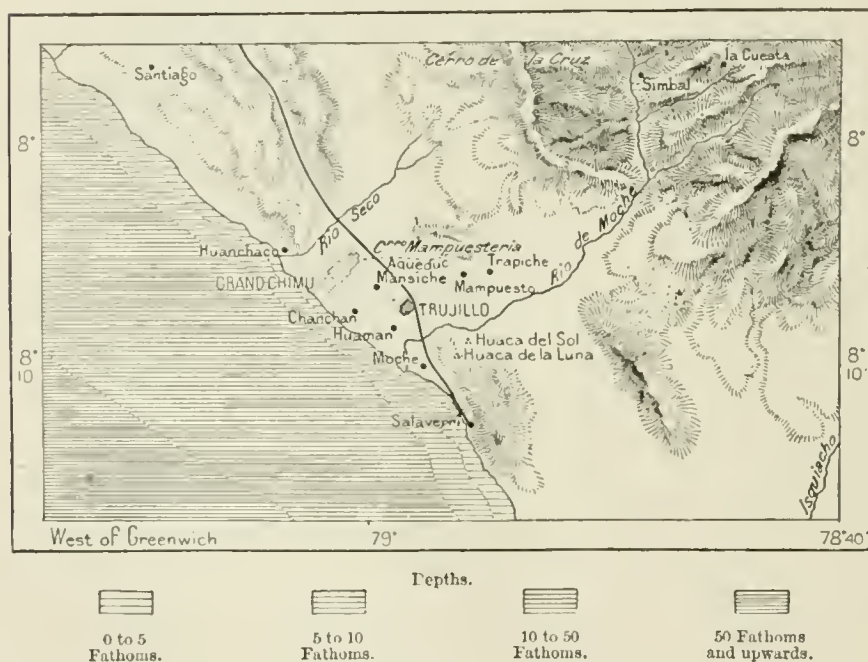 Santiago
Cerro de la Cruz
la Cuesta
Simbal
8°
8°
Rio Seco
Rio de Moche
Huanchaco
Cerro Mampuesteria
Aqueduc
Trapiche
GRAND CHIMU
Mansiche
Mampuesto
Chanchan
TRUJILLO
Huaman
Huaca del Sol
Huaca de la Luna
Moche
8°
10
8°
10
Salaverri
Isquiacho
West of Greenwich
79°
78°40'
Depths.
0 to 5
Fathoms.
5 to 10
Fathoms.
10 to 50
Fathoms.
50 Fathoms
and upwards.